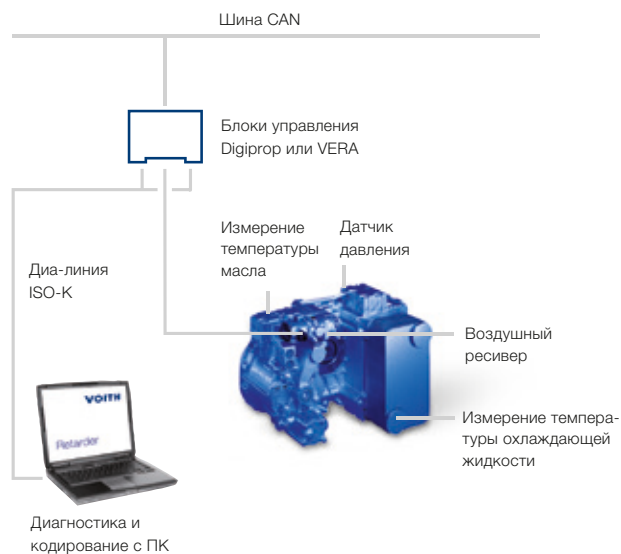 Шина CAN
Блоки управления
Digiprop или VERA
Измерение
температуры
масла
Датчик
давления
Диа-линия
ISO-K
Воздушный
ресивер
VOITH
Retarder
Измерение темпера-
туры охлаждающей
жидкости
Диагностика и
кодирование с ПК